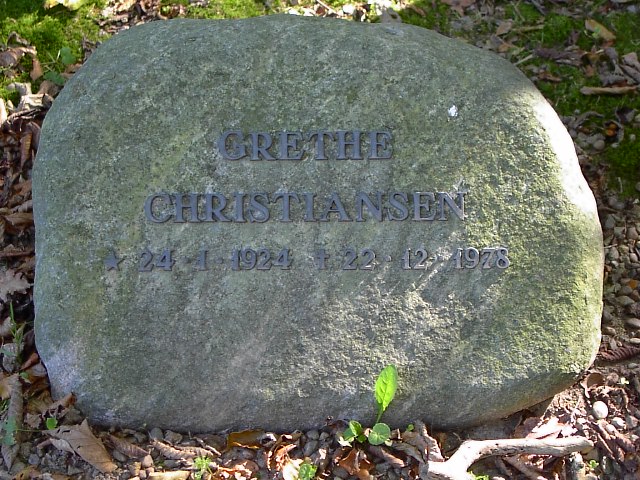 GRETHE
CHRISTIANSEN
★ 24 · 1 · 1924 † 22 · 12 · 1978